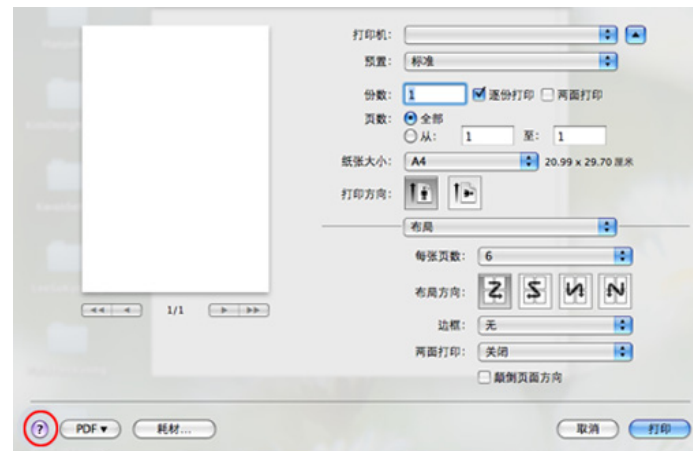 打印机:
预置: 标准
份数: 1 逐份打印 两面打印
页数: 全部
从: 1 至: 1
纸张大小: A4 20.99 x 29.70 厘米
打印方向:
布局
每张页数: 6
布局方向:
1/1
边框: 无
两面打印: 关闭
颠倒页面方向
? PDF▼ 耗材... 取消 打印